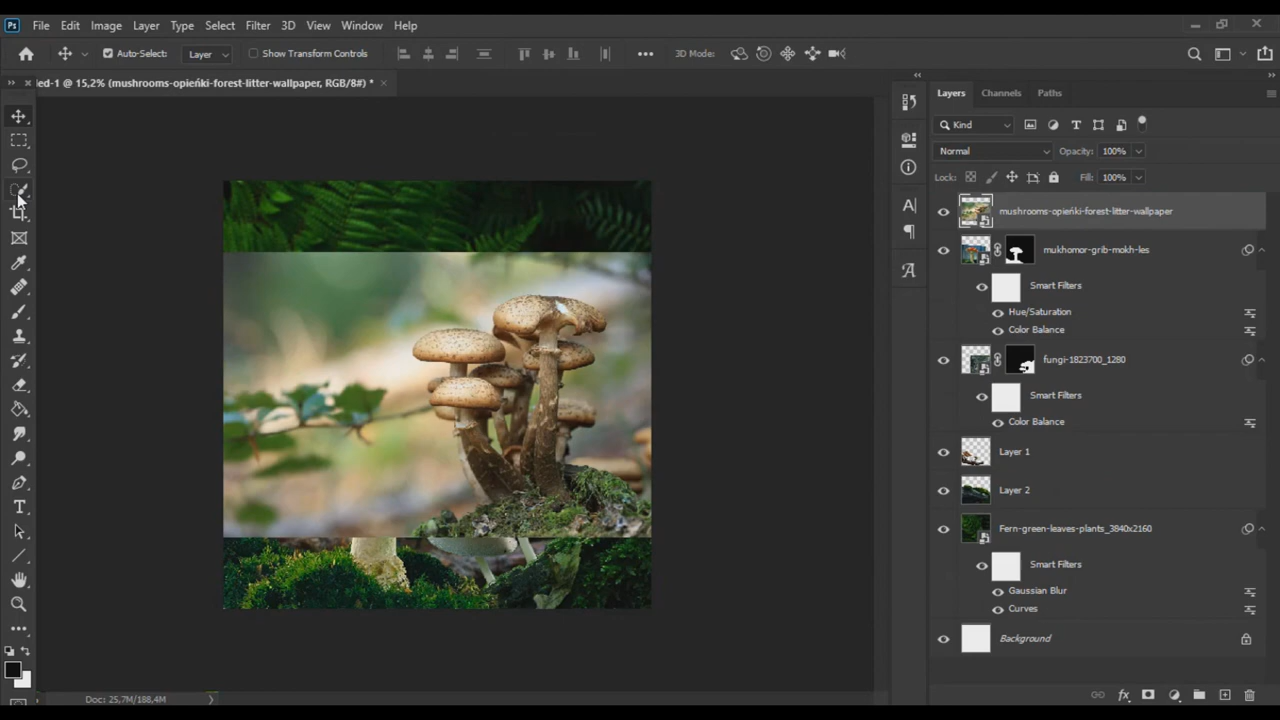 Ps File Edit Image Layer Type Select Filter 3D View Window Help
Auto-Select: Layer Show Transform Controls 3D Mode:
ed-1 @ 15,2% (mushrooms-opieńki-forest-litter-wallpaper, RGB/8#) *
Layers Channels Paths
Kind
Normal Opacity: 100%
Lock: Fill: 100%
mushrooms-opieńki-forest-litter-wallpaper
mukhomor-grib-mokh-les
Smart Filters
Hue/Saturation
Color Balance
fungi-1823700_1280
Smart Filters
Color Balance
Layer 1
Layer 2
Fern-green-leaves-plants_3840x2160
Smart Filters
Gaussian Blur
Curves
Background
Doc: 25,7M/188,4M
fx